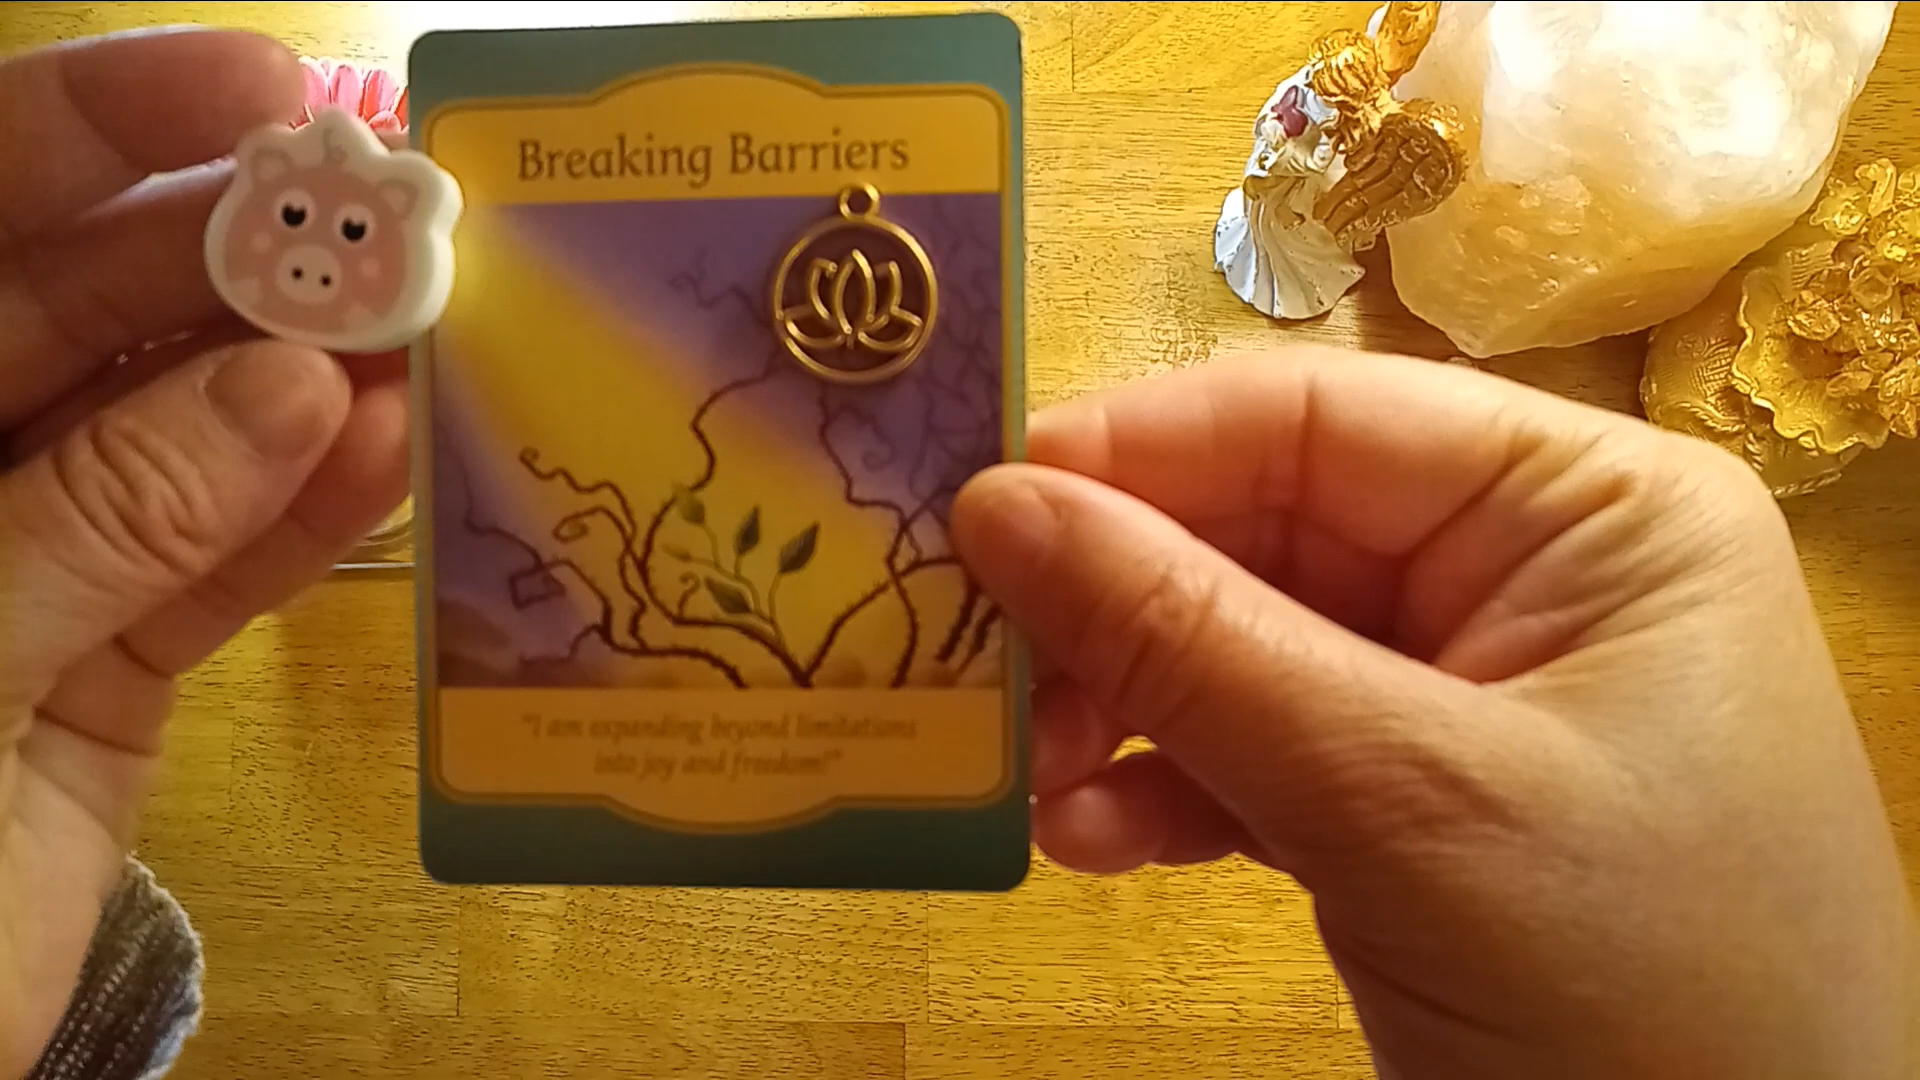 Breaking Barriers
"I am expanding beyond limitations
into joy and freedom!"